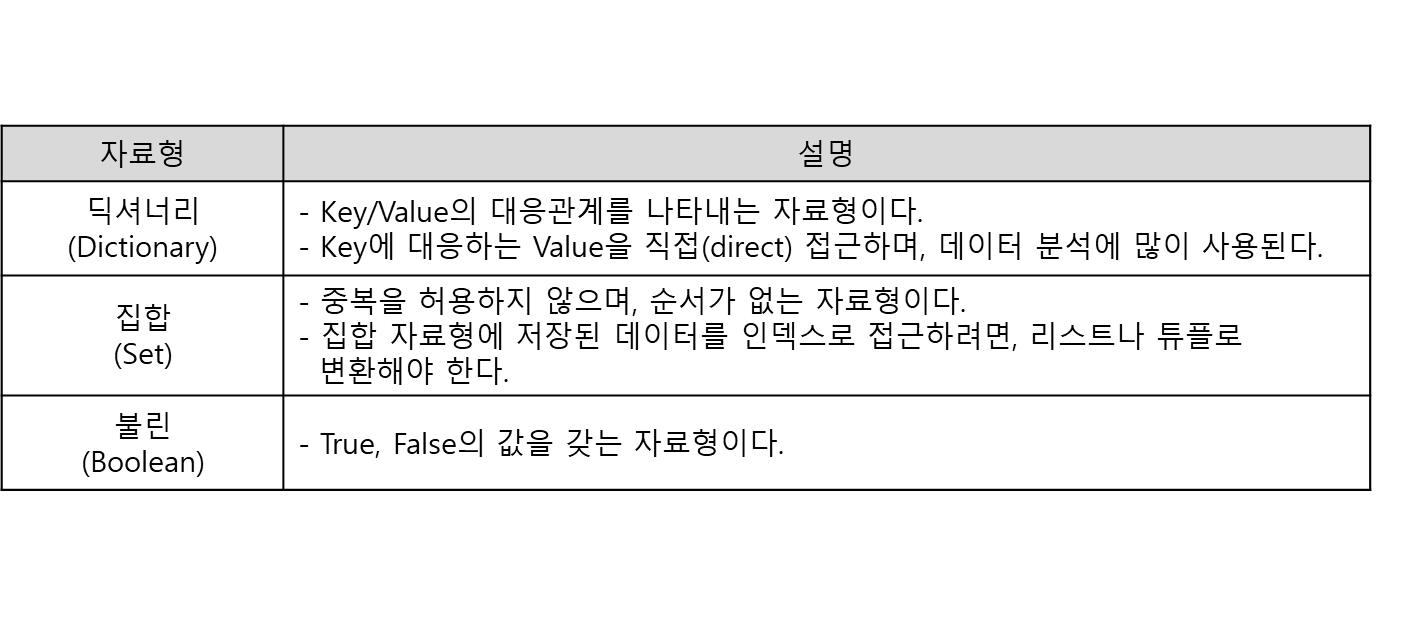 자료형
설명
딕셔너리
(Dictionary)
- Key/Value의 대응관계를 나타내는 자료형이다.
- Key에 대응하는 Value을 직접(direct) 접근하며, 데이터 분석에 많이 사용된다.
집합
(Set)
- 중복을 허용하지 않으며, 순서가 없는 자료형이다.
- 집합 자료형에 저장된 데이터를 인덱스로 접근하려면, 리스트나 튜플로
변환해야 한다.
불린
(Boolean)
- True, False의 값을 갖는 자료형이다.